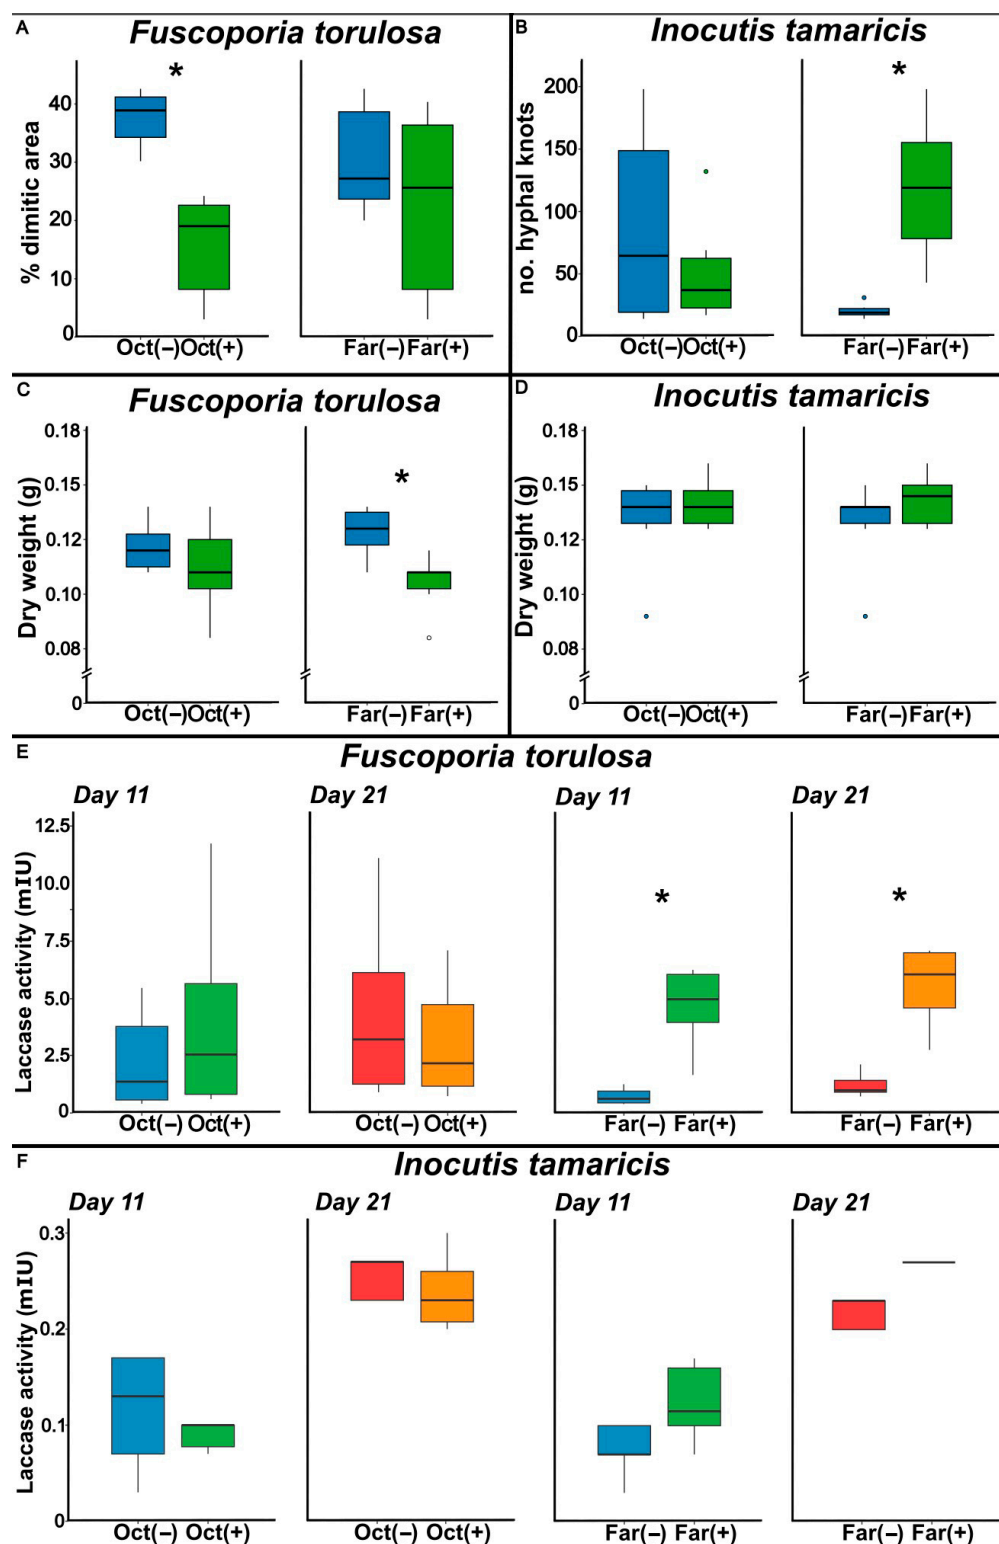 A
Fuscoporia torulosa
*
% dimitic area
40
30
20
10
0
Oct(−) Oct(+)
Far(−) Far(+)
B
Inocutis tamaricis
*
no. hyphal knots
200
150
100
50
0
Oct(−) Oct(+)
Far(−) Far(+)
C
Fuscoporia torulosa
*
Dry weight (g)
0.18
0.15
0.12
0.10
0.08
0
Oct(−) Oct(+)
Far(−) Far(+)
D
Inocutis tamaricis
Dry weight (g)
0.18
0.15
0.12
0.10
0.08
0
Oct(−) Oct(+)
Far(−) Far(+)
E
Fuscoporia torulosa
Day 11
Day 21
Day 11
Day 21
*
*
Laccase activity (mIU)
12.5
10.0
7.5
5.0
2.5
0
Oct(−) Oct(+)
Oct(−) Oct(+)
Far(−) Far(+)
Far(−) Far(+)
F
Inocutis tamaricis
Day 11
Day 21
Day 11
Day 21
Laccase activity (mIU)
0.3
0.2
0.1
0
Oct(−) Oct(+)
Oct(−) Oct(+)
Far(−) Far(+)
Far(−) Far(+)